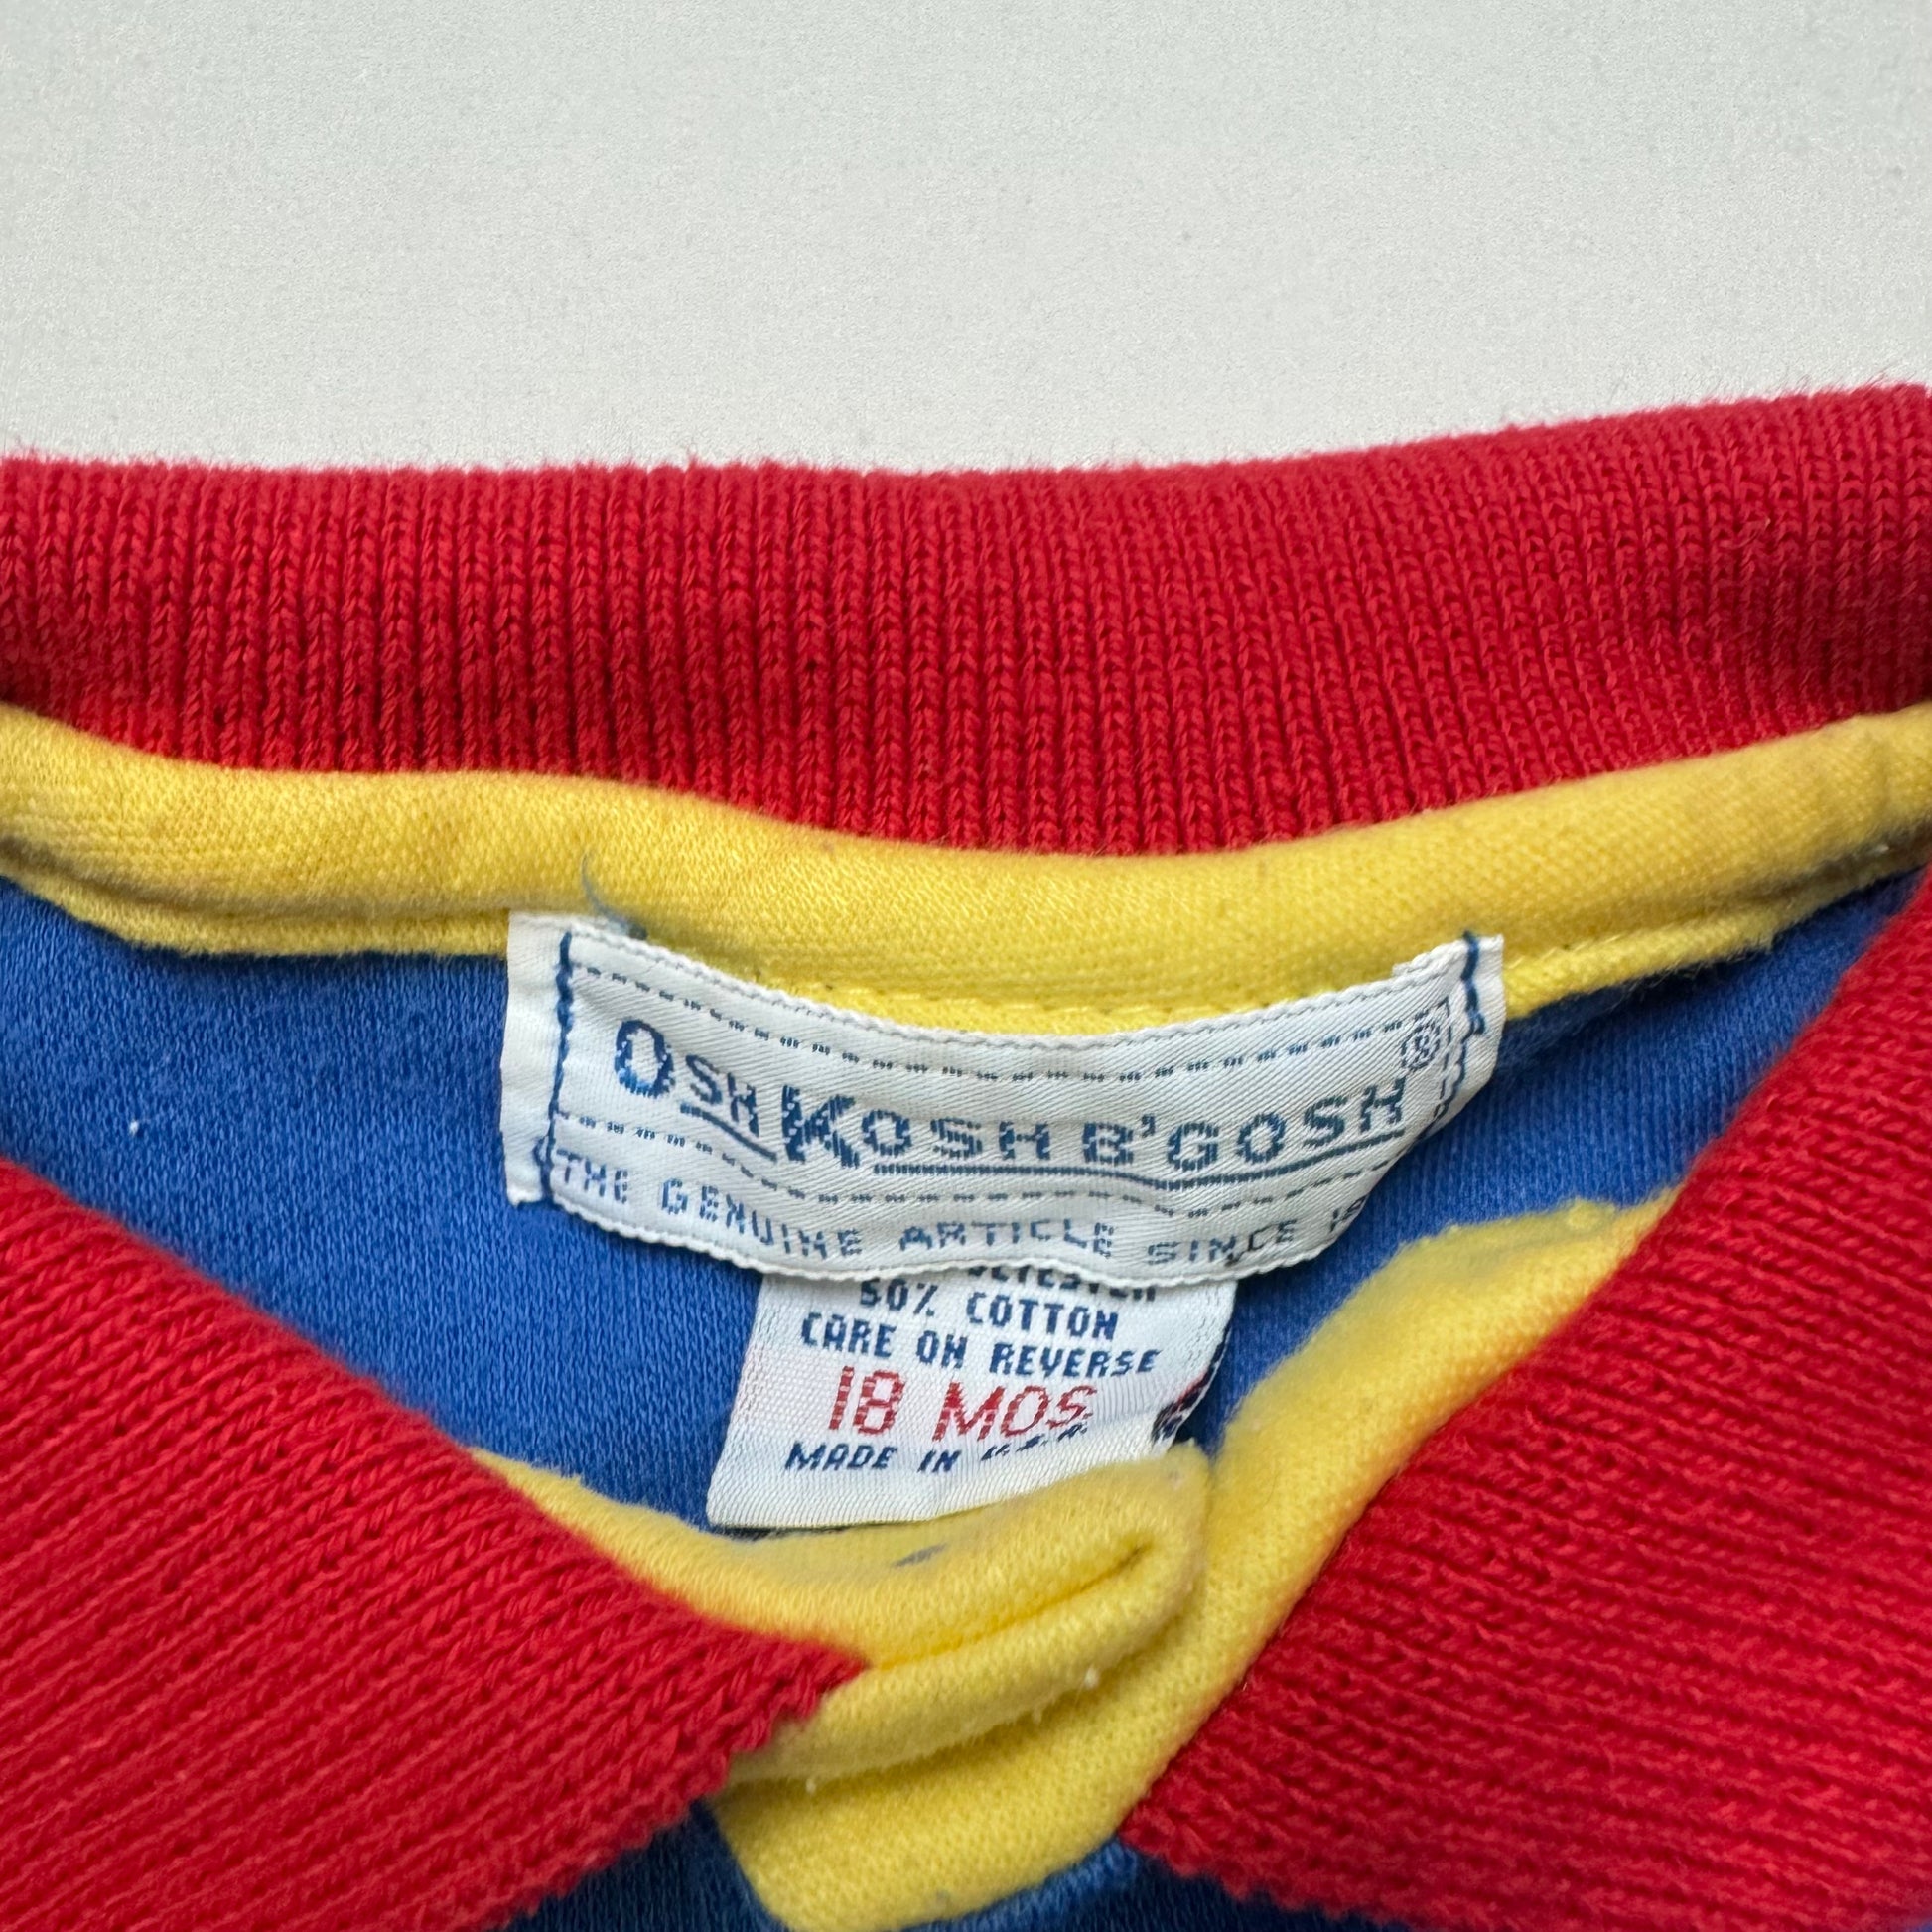 OSHKOSH B'GOSH ®
THE GENUINE ARTICLE SINCE
50% COTTON
CARE ON REVERSE
18 MOS
MADE IN U.S.A.